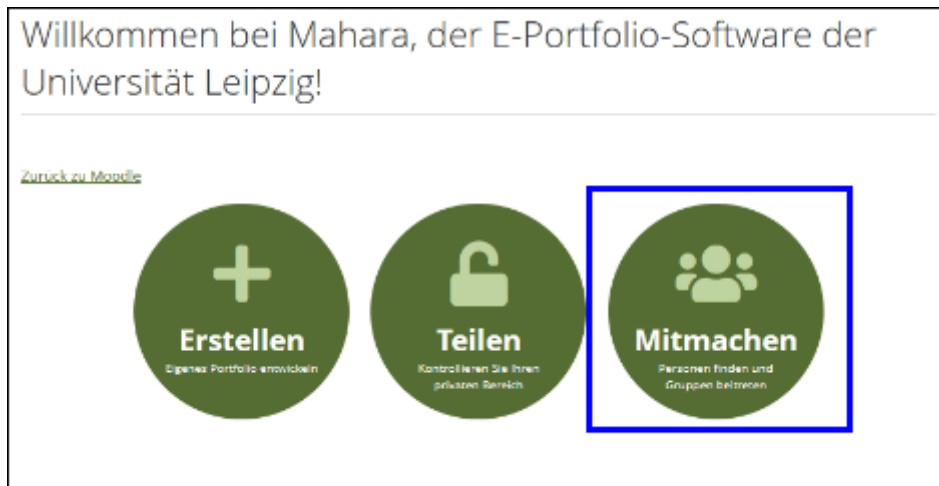 Willkommen bei Mahara, der E-Portfolio-Software der
Universität Leipzig!
Zurück zu Moodle
Erstellen
Eigenes Portfolio entwickeln
Teilen
Kontrollieren Sie Ihren
privaten Bereich
Mitmachen
Personen finden und
Gruppen beitreten